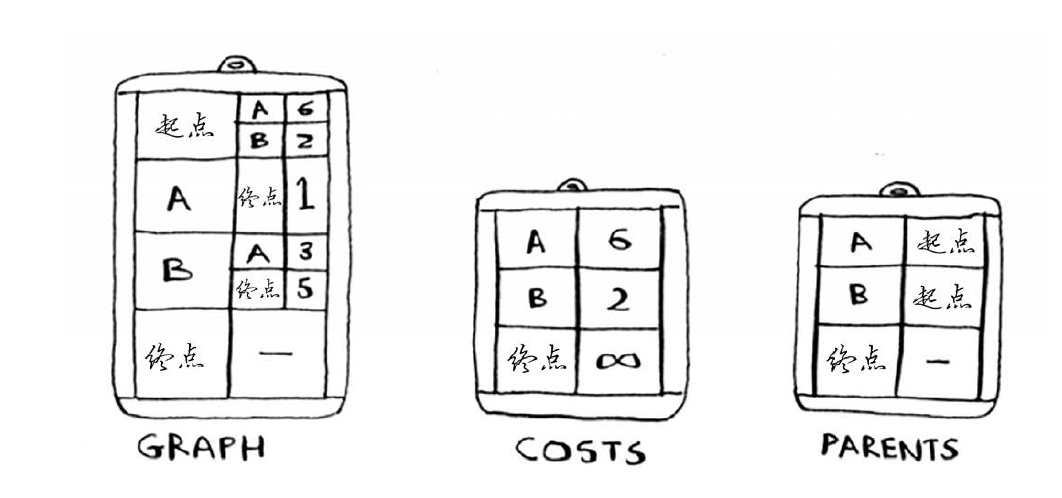 起点 A 6
B 2
A 终点 1
B A 3
终点 5
终点 —
GRAPH
A 6
B 2
终点 ∞
COSTS
A 起点
B 起点
终点 —
PARENTS